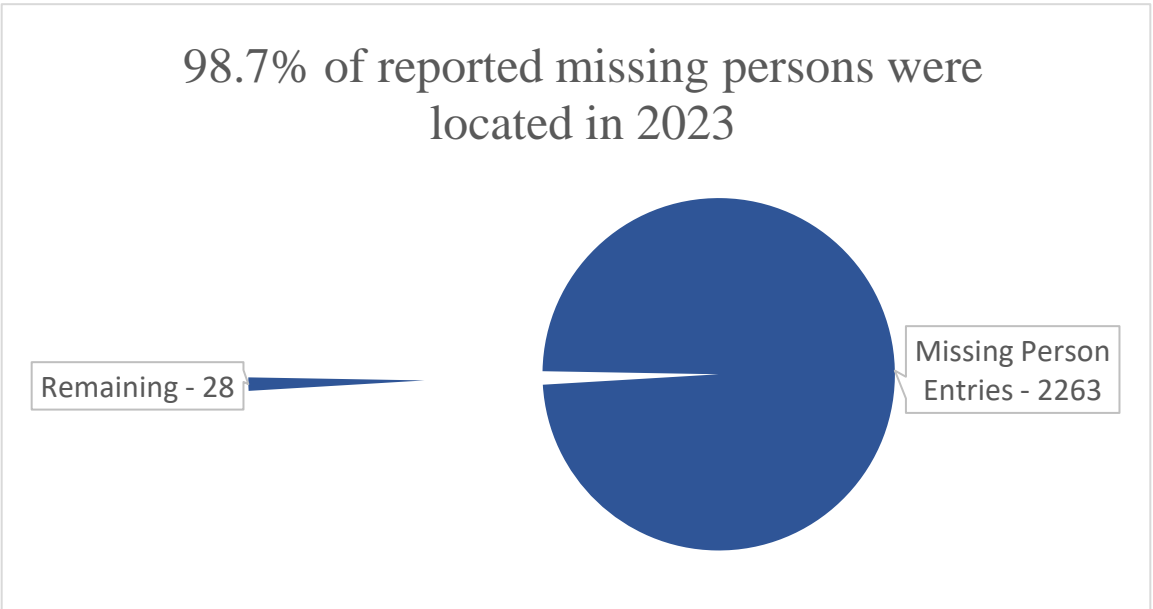 98.7% of reported missing persons were
located in 2023
Remaining - 28
Missing Person
Entries - 2263